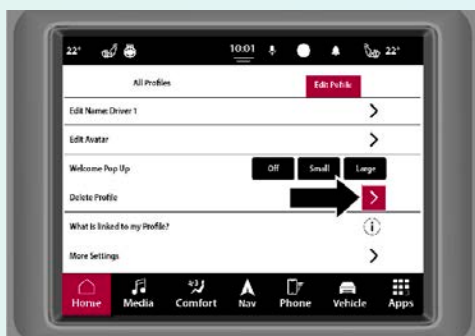 22° 10:01 22°
All Profiles Edit Pofile
Edit Name: Driver 1
Edit Avatar
Welcome Pop Up Off Small Large
Delete Profile
What is linked to my Profile?
More Settings
Home Media Comfort Nav Phone Vehicle Apps